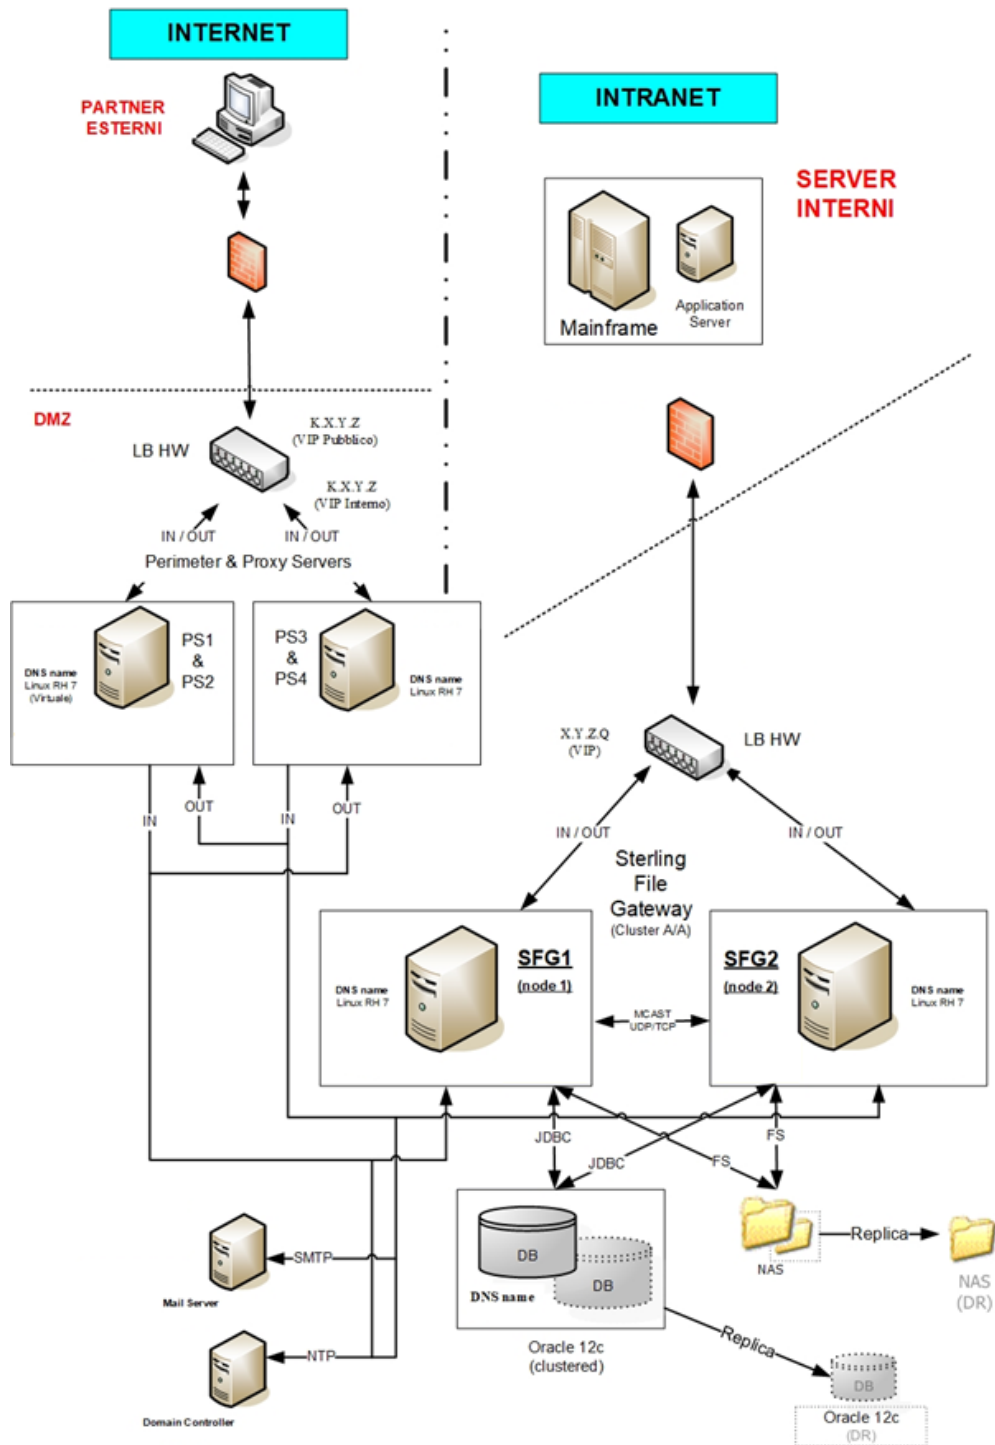 INTERNET
PARTNER
ESTERNI
INTRANET
SERVER
INTERNI
Mainframe
Application
Server
DMZ
LB HW
K.X.Y.Z
(VIP Pubblico)
K.X.Y.Z
(VIP Interno)
IN / OUT
IN / OUT
Perimeter & Proxy Servers
DNS name
Linux RH 7
(Virtuale)
PS1
&
PS2
PS3
&
PS4
DNS name
Linux RH 7
IN
OUT
IN
OUT
X.Y.Z.Q
(VIP)
LB HW
IN / OUT
IN / OUT
Sterling
File
Gateway
(Cluster A/A)
DNS name
Linux RH 7
SFG1
(node 1)
MCAST
UDP/TCP
SFG2
(node 2)
DNS name
Linux RH 7
JDBC
JDBC
FS
FS
SMTP
Mail Server
NTP
Domain Controller
DB
DB
DNS name
Oracle 12c
(clustered)
NAS
Replica
NAS
(DR)
Replica
DB
Oracle 12c
(DR)